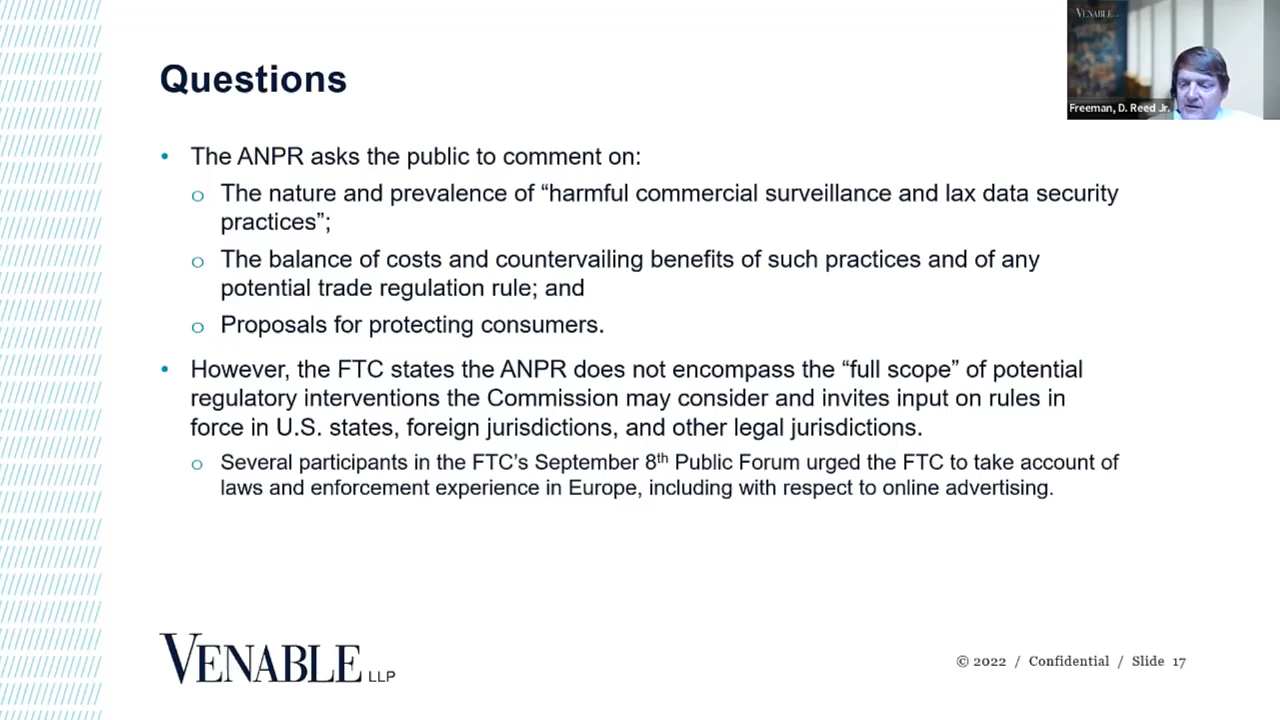 VENABLE
Freeman, D. Reed Jr.
Questions
• The ANPR asks the public to comment on:
o The nature and prevalence of “harmful commercial surveillance and lax data security
practices”;
o The balance of costs and countervailing benefits of such practices and of any
potential trade regulation rule; and
o Proposals for protecting consumers.
• However, the FTC states the ANPR does not encompass the “full scope” of potential
regulatory interventions the Commission may consider and invites input on rules in
force in U.S. states, foreign jurisdictions, and other legal jurisdictions.
o Several participants in the FTC’s September 8th Public Forum urged the FTC to take account of
laws and enforcement experience in Europe, including with respect to online advertising.
VENABLE LLP
© 2022 / Confidential / Slide 17